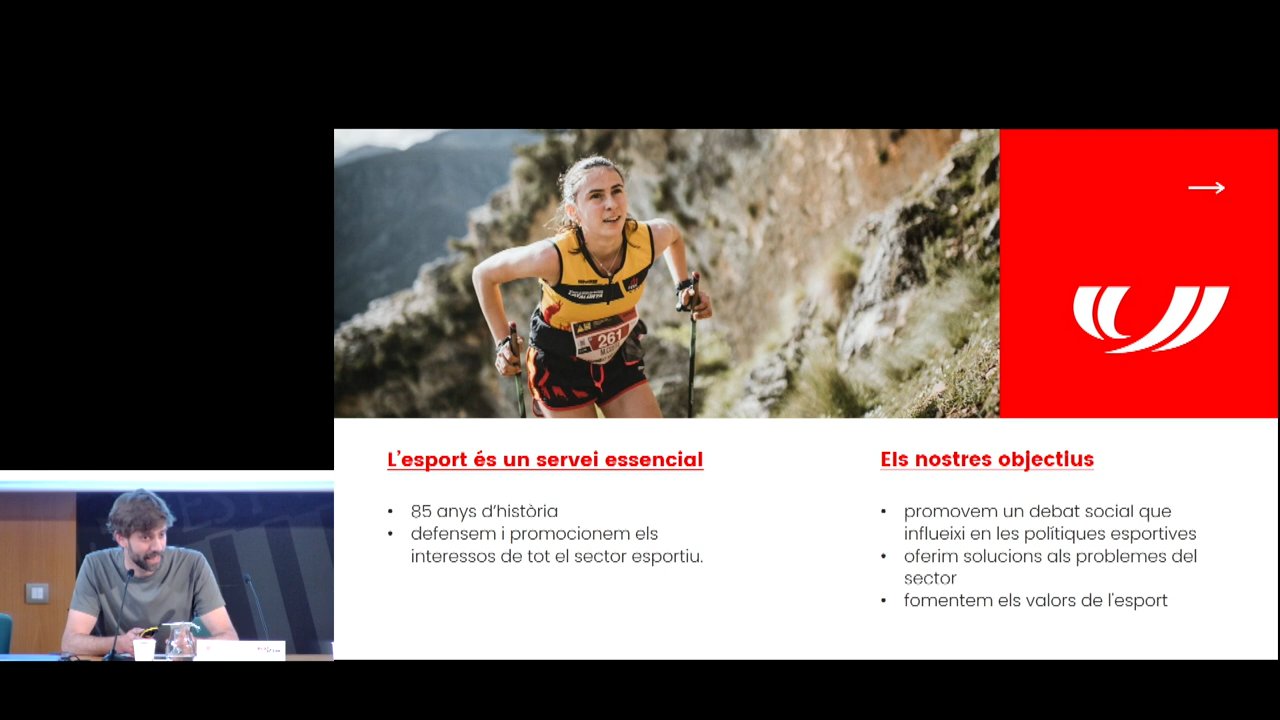 261
L'esport és un servei essencial
• 85 anys d'història
• defensem i promocionem els
interessos de tot el sector esportiu.
Els nostres objectius
• promovem un debat social que
influeixi en les polítiques esportives
• oferim solucions als problemes del
sector
• fomentem els valors de l'esport